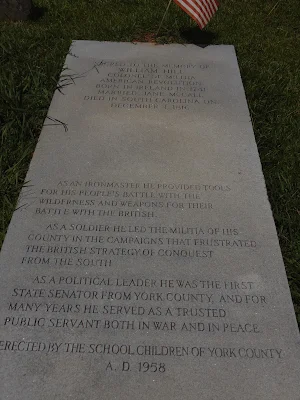 SACRED TO THE MEMORY OF
WILLIAM HILL
COLONEL OF MILITIA
AMERICAN REVOLUTION
BORN IN IRELAND IN 1741
MARRIED JANE McCALL
DIED IN SOUTH CAROLINA ON
DECEMBER 1, 1816
AS AN IRONMASTER HE PROVIDED TOOLS
FOR HIS PEOPLE'S BATTLE WITH THE
WILDERNESS AND WEAPONS FOR THEIR
BATTLE WITH THE BRITISH.
AS A SOLDIER HE LED THE MILITIA OF HIS
COUNTY IN THE CAMPAIGNS THAT FRUSTRATED
THE BRITISH STRATEGY OF CONQUEST
FROM THE SOUTH.
AS A POLITICAL LEADER HE WAS THE FIRST
STATE SENATOR FROM YORK COUNTY, AND FOR
MANY YEARS HE SERVED AS A TRUSTED
PUBLIC SERVANT BOTH IN WAR AND IN PEACE.
ERECTED BY THE SCHOOL CHILDREN OF YORK COUNTY
A. D. 1958